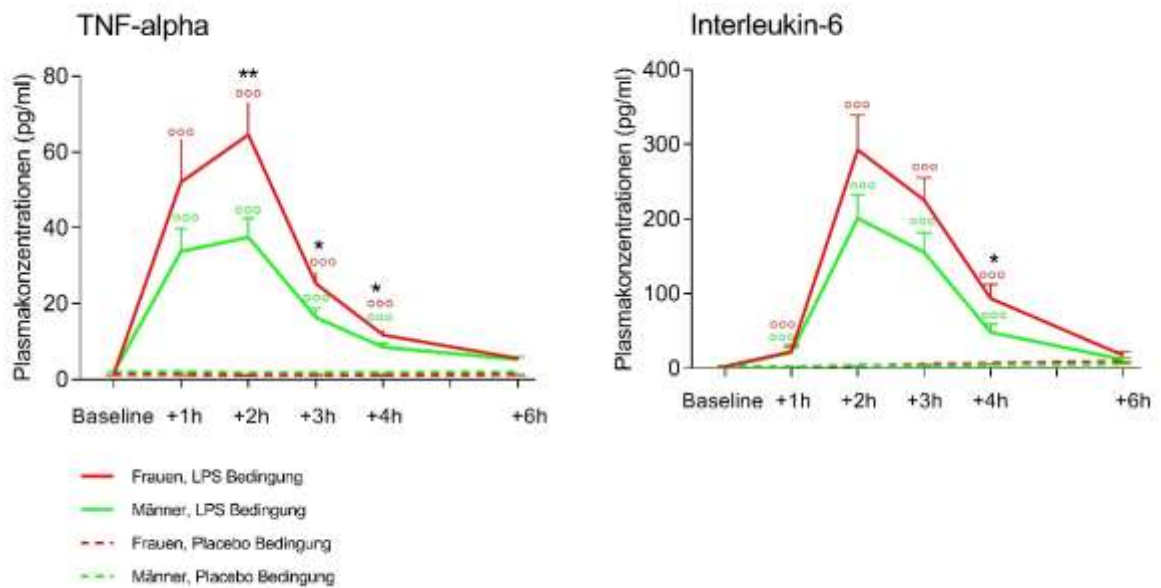 TNF-alpha
Plasmakonzentrationen (pg/ml)
80
60
40
20
0
**
*
*
Baseline +1h +2h +3h +4h +6h
Interleukin-6
Plasmakonzentrationen (pg/ml)
400
300
200
100
0
*
Baseline +1h +2h +3h +4h +6h
Frauen, LPS Bedingung
Männer, LPS Bedingung
Frauen, Placebo Bedingung
Männer, Placebo Bedingung